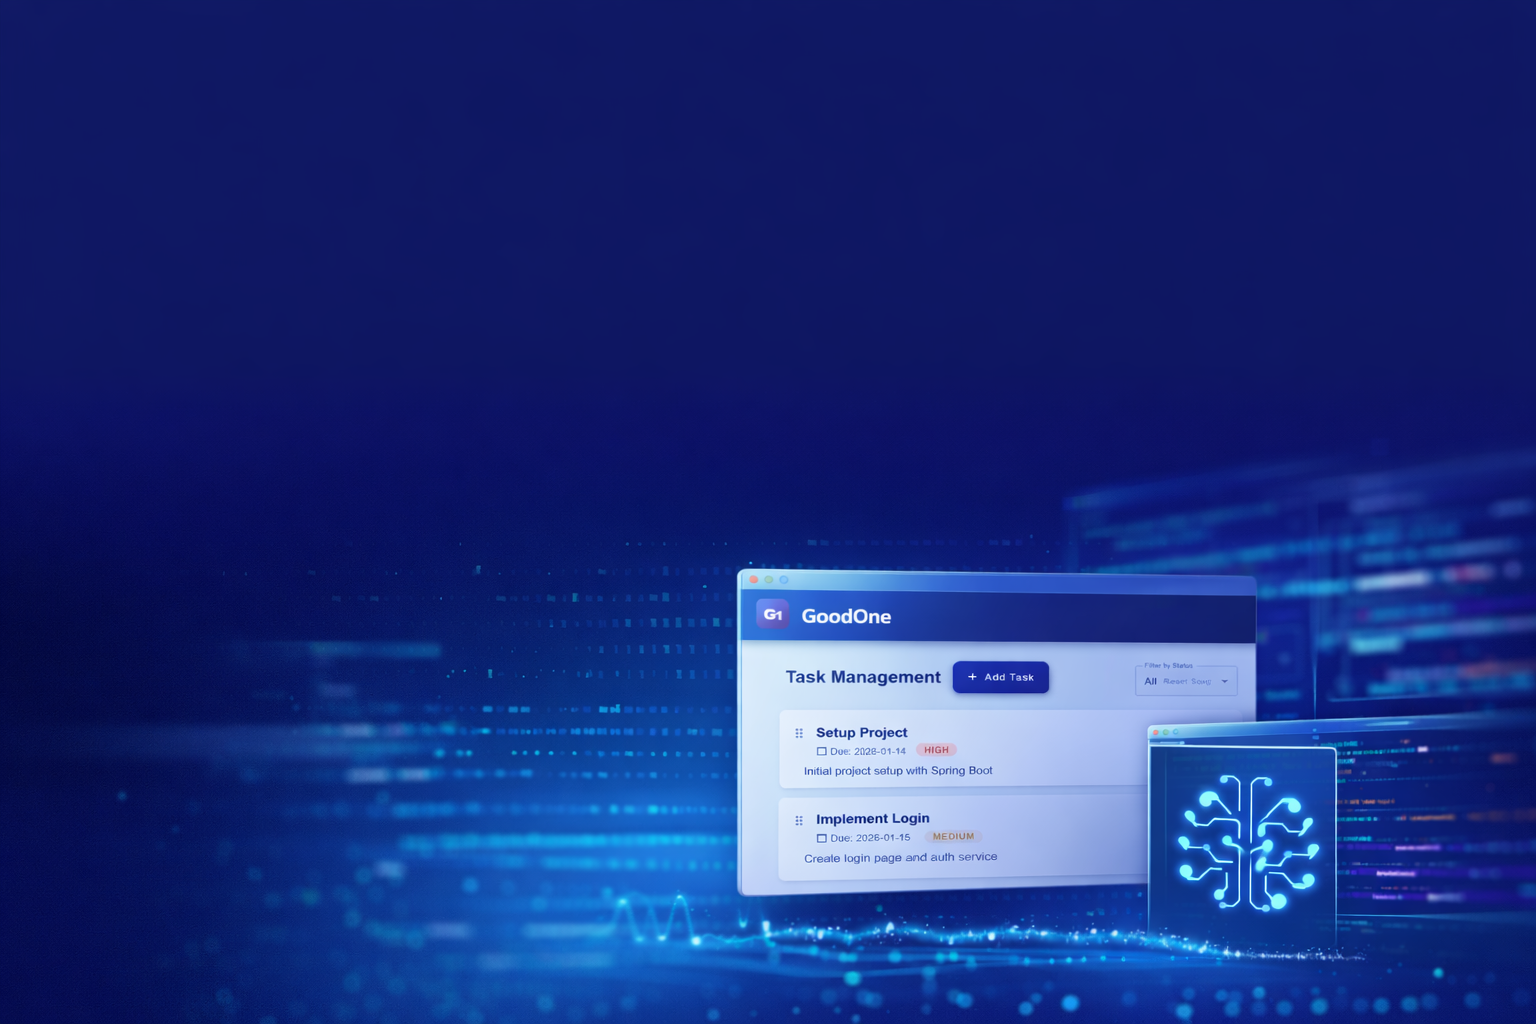 G1 GoodOne
Task Management
+ Add Task
Filter by Status
All
Setup Project
Due: 2026-01-14 HIGH
Initial project setup with Spring Boot
Implement Login
Due: 2026-01-15 MEDIUM
Create login page and auth service